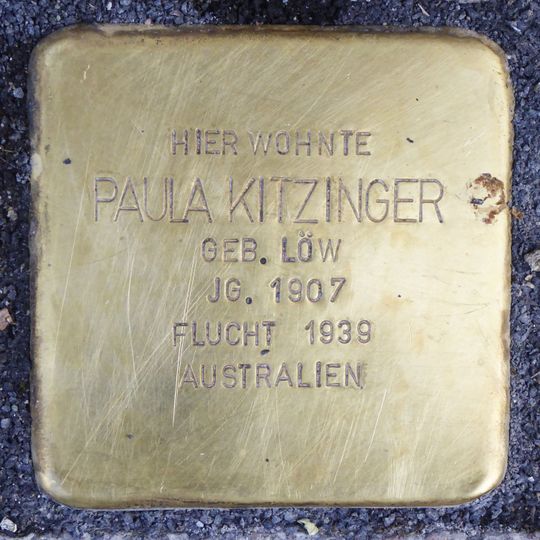 HIER WOHNTE
PAULA KITZINGER
GEB. LÖW
JG. 1907
FLUCHT 1939
AUSTRALIEN